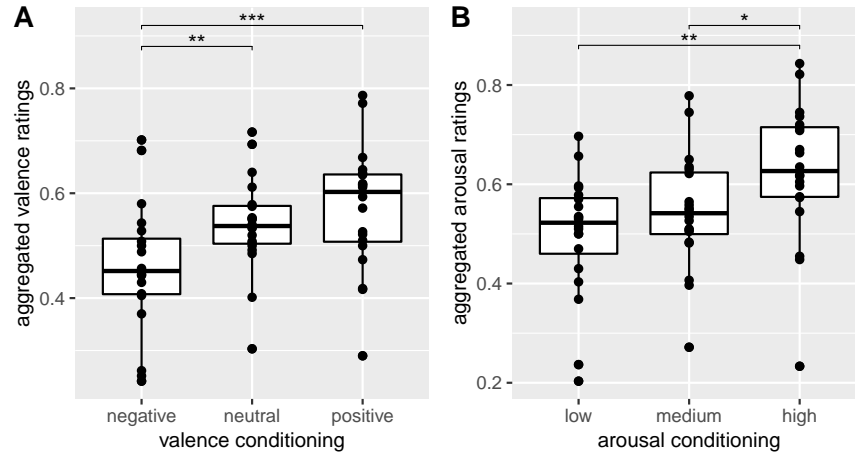 A
***
**
0.8
0.6
0.4
aggregated valence ratings
negative neutral positive
valence conditioning
B
*
**
0.8
0.6
0.4
0.2
aggregated arousal ratings
low medium high
arousal conditioning